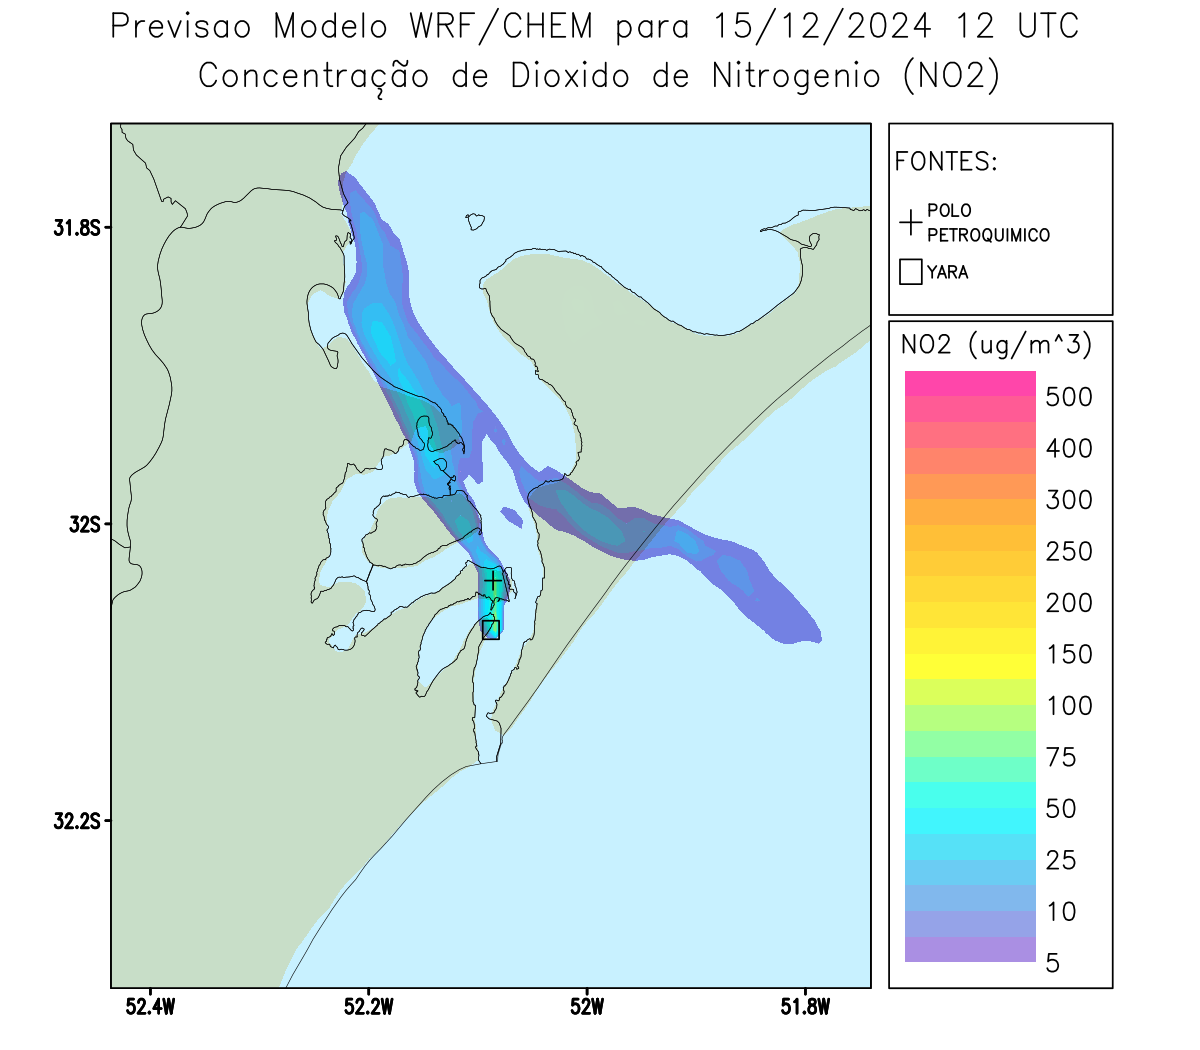 Previsao Modelo WRF/CHEM para 15/12/2024 12 UTC
Concentração de Dioxido de Nitrogenio (NO2)
FONTES:
POLO
PETROQUIMICO
YARA
NO2 (ug/m^3)
500
400
300
250
200
150
100
75
50
25
10
5
31.8S
32S
32.2S
52.4W
52.2W
52W
51.8W